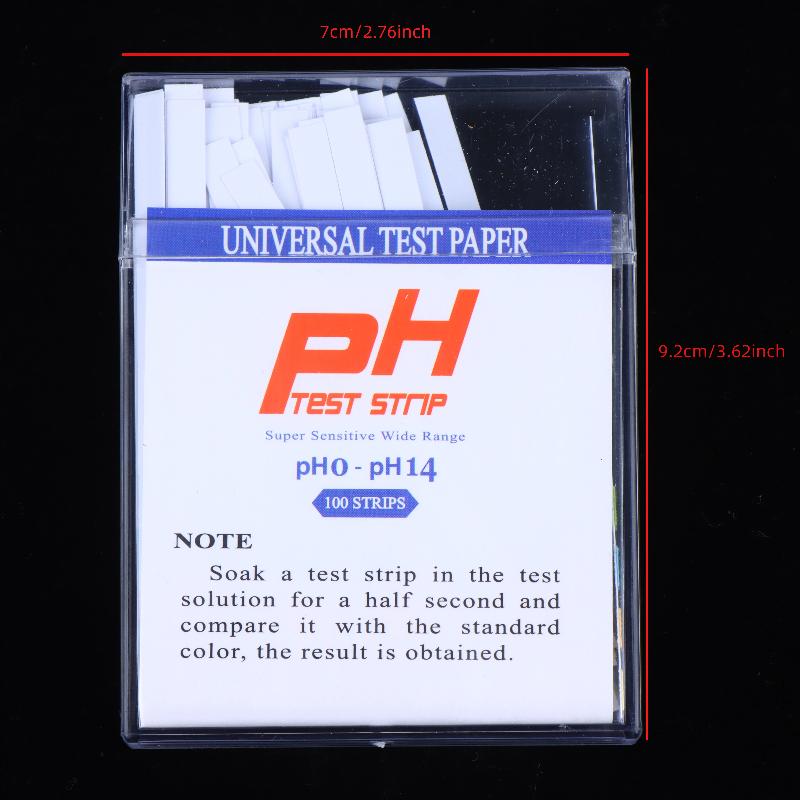 7cm/2.76inch
UNIVERSAL TEST PAPER
pH
TEST STRIP
Super Sensitive Wide Range
pH0 - pH14
100 STRIPS
9.2cm/3.62inch
NOTE
Soak a test strip in the test
solution for a half second and
compare it with the standard
color, the result is obtained.